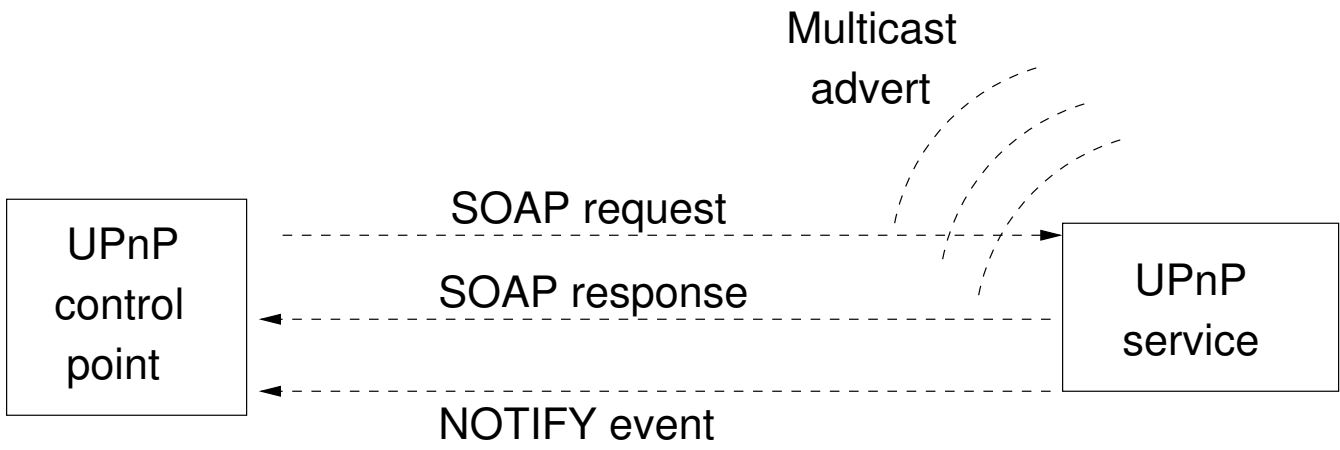 Multicast
advert
SOAP request
UPnP
control
point
SOAP response
UPnP
service
NOTIFY event